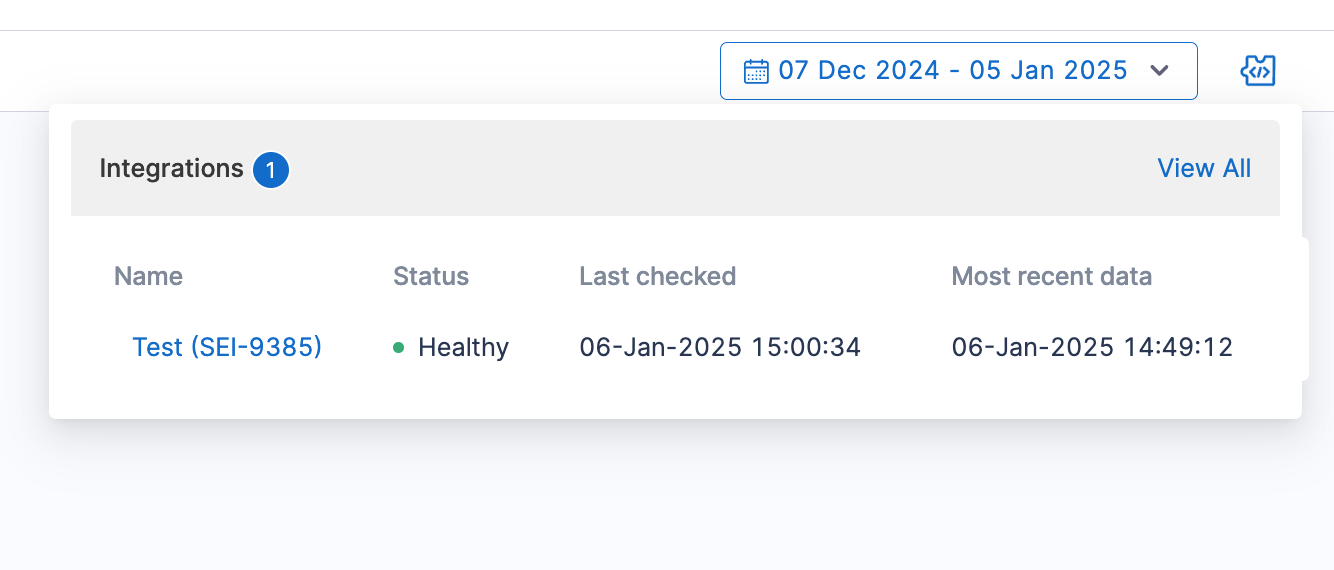 07 Dec 2024 - 05 Jan 2025
Integrations 1 View All
Name Status Last checked Most recent data
Test (SEI-9385) Healthy 06-Jan-2025 15:00:34 06-Jan-2025 14:49:12